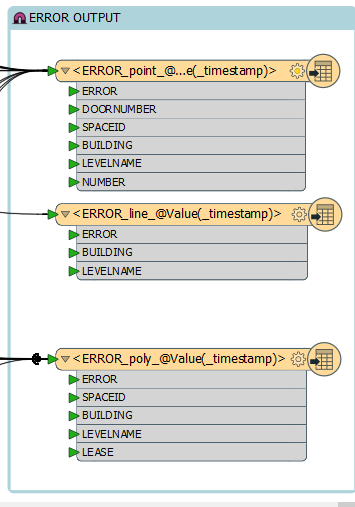 ERROR OUTPUT
<ERROR_point_@...e(_timestamp)>
ERROR
DOORNUMBER
SPACEID
BUILDING
LEVELNAME
NUMBER
<ERROR_line_@Value(_timestamp)>
ERROR
BUILDING
LEVELNAME
<ERROR_poly_@Value(_timestamp)>
ERROR
SPACEID
BUILDING
LEVELNAME
LEASE